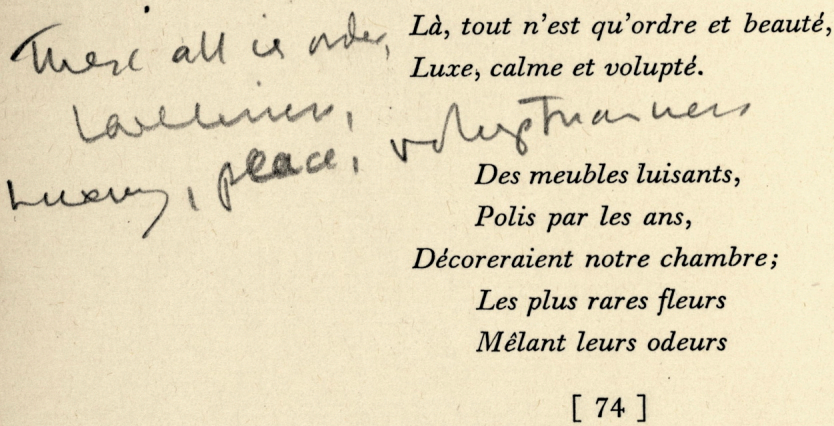 Là, tout n'est qu'ordre et beauté,
Luxe, calme et volupté.
There all is order,
Loveliness,
Luxury, peace, voluptuousness
Des meubles luisants,
Polis par les ans,
Décoreraient notre chambre;
Les plus rares fleurs
Mêlant leurs odeurs
[ 74 ]